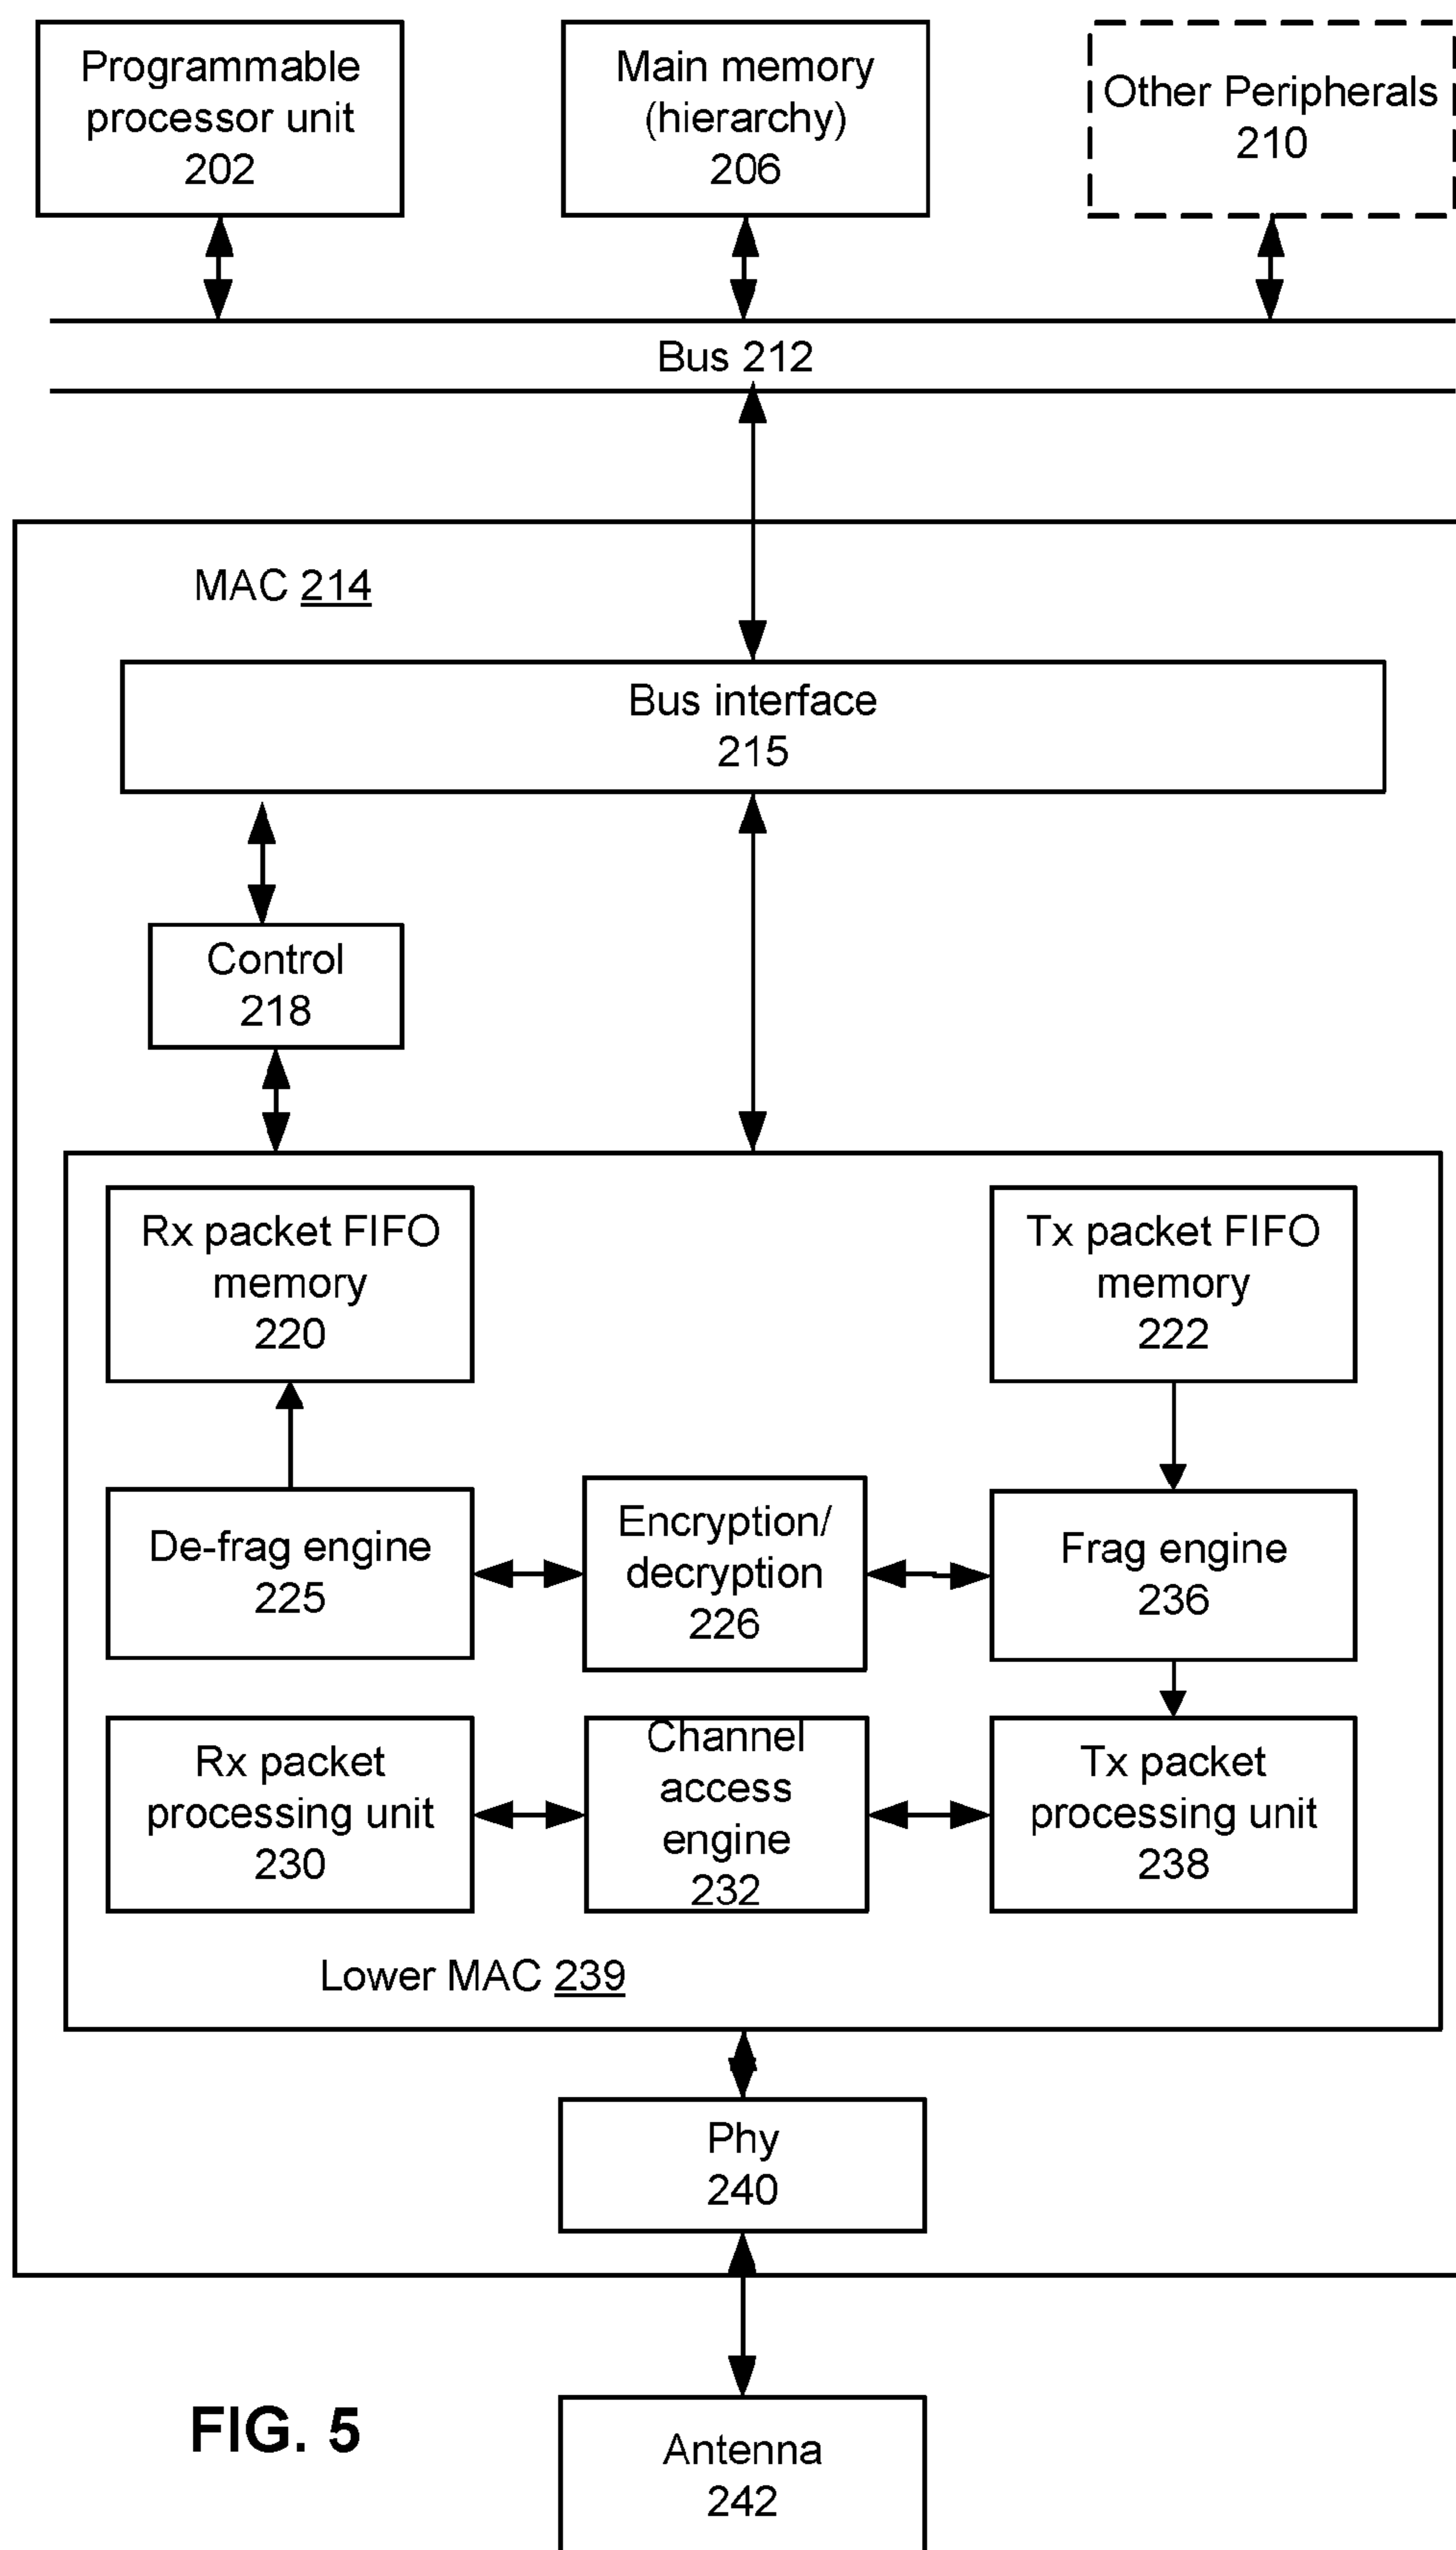 Programmable
processor unit
202
Main memory
(hierarchy)
206
Other Peripherals
210
Bus 212
MAC 214
Bus interface
215
Control
218
Rx packet FIFO
memory
220
Tx packet FIFO
memory
222
De-frag engine
225
Encryption/
decryption
226
Frag engine
236
Rx packet
processing unit
230
Channel
access
engine
232
Tx packet
processing unit
238
Lower MAC 239
Phy
240
FIG. 5
Antenna
242